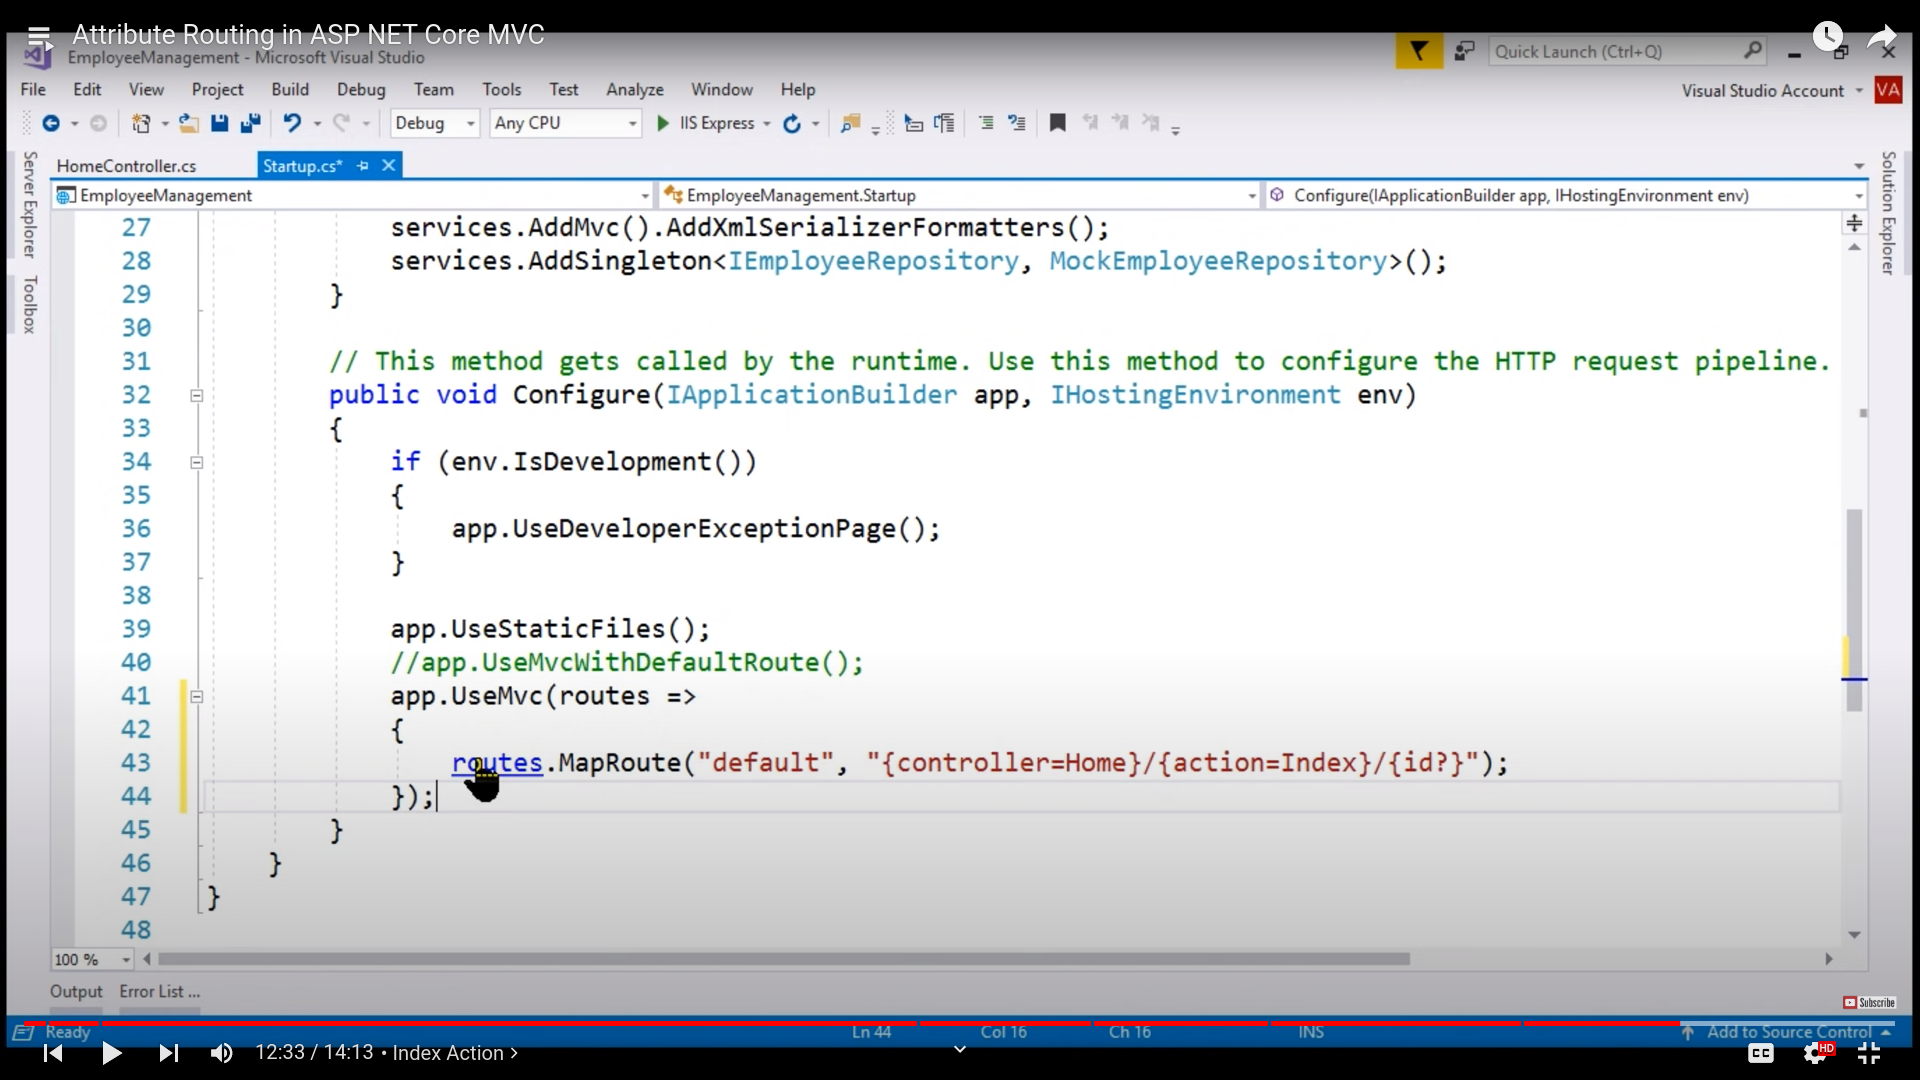 Attribute Routing in ASP NET Core MVC
EmployeeManagement - Microsoft Visual Studio
Quick Launch (Ctrl+Q)
File Edit View Project Build Debug Team Tools Test Analyze Window Help
Visual Studio Account VA
Debug Any CPU IIS Express
Server Explorer
Toolbox
Solution Explorer
HomeController.cs Startup.cs*
EmployeeManagement EmployeeManagement.Startup Configure(IApplicationBuilder app, IHostingEnvironment env)
27 services.AddMvc().AddXmlSerializerFormatters();
28 services.AddSingleton<IEmployeeRepository, MockEmployeeRepository>();
29 }
30
31 // This method gets called by the runtime. Use this method to configure the HTTP request pipeline.
32 public void Configure(IApplicationBuilder app, IHostingEnvironment env)
33 {
34 if (env.IsDevelopment())
35 {
36 app.UseDeveloperExceptionPage();
37 }
38
39 app.UseStaticFiles();
40 //app.UseMvcWithDefaultRoute();
41 app.UseMvc(routes =>
42 {
43 routes.MapRoute("default", "{controller=Home}/{action=Index}/{id?}");
44 });
45 }
46 }
47 }
48
100 %
Output Error List ...
Subscribe
Ready Ln 44 Col 16 Ch 16 INS Add to Source Control
12:33 / 14:13 • Index Action >
CC HD